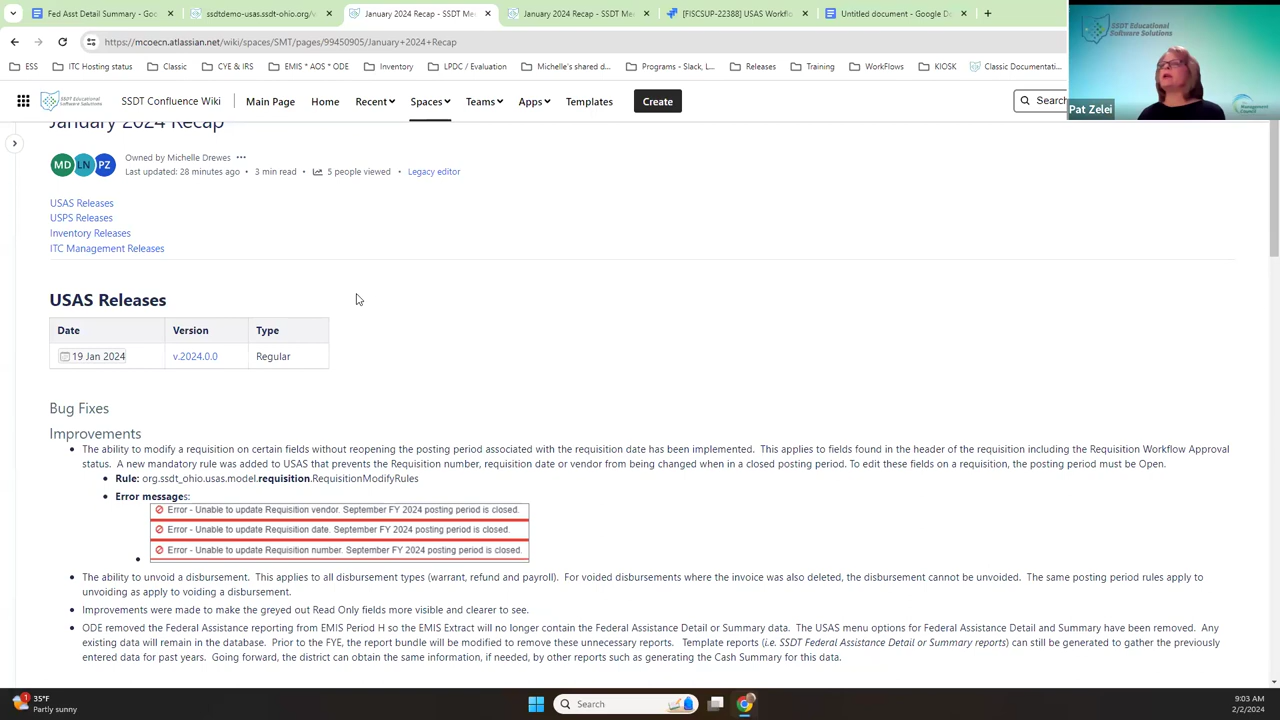 Fed Asst Detail Summary - Goo
ssdtdemo-usas.ssdt-ohio.org/v
January 2024 Recap - SSDT Me
January 2024 Recap - SSDT Me
[FISCSUP-22388] USAS Workflo
Untitled document - Google Do
https://mcoecn.atlassian.net/wiki/spaces/SMT/pages/99450905/January+2024+Recap
ESS
ITC Hosting status
Classic
CYE & IRS
EMIS * AOS * ODE
Inventory
LPDC / Evaluation
Michelle's shared d...
Programs - Slack, L...
Releases
Training
WorkFlows
KIOSK
Classic Documentati...
SSDT Educational
Software Solutions
Management
Council
Pat Zelei
SSDT Confluence Wiki
Main Page
Home
Recent
Spaces
Teams
Apps
Templates
Create
Search
January 2024 Recap
MD LN PZ
Owned by Michelle Drewes
Last updated: 28 minutes ago • 3 min read • 5 people viewed • Legacy editor
USAS Releases
USPS Releases
Inventory Releases
ITC Management Releases
USAS Releases
Date Version Type
19 Jan 2024 v.2024.0.0 Regular
Bug Fixes
Improvements
• The ability to modify a requisition on certain fields without reopening the posting period associated with the requisition date has been implemented. This applies to fields found in the header of the requisition including the Requisition Workflow Approval
status. A new mandatory rule was added to USAS that prevents the Requisition number, requisition date or vendor from being changed when in a closed posting period. To edit these fields on a requisition, the posting period must be Open.
• Rule: org.ssdt_ohio.usas.model.requisition.RequisitionModifyRules
• Error messages:
Error - Unable to update Requisition vendor. September FY 2024 posting period is closed.
Error - Unable to update Requisition date. September FY 2024 posting period is closed.
Error - Unable to update Requisition number. September FY 2024 posting period is closed.
• The ability to unvoid a disbursement. This applies to all disbursement types (warrant, refund and payroll). For voided disbursements where the invoice was also deleted, the disbursement cannot be unvoided. The same posting period rules apply to
unvoiding as apply to voiding a disbursement.
• Improvements were made to make the greyed out Read Only fields more visible and clearer to see.
• ODE removed the Federal Assistance reporting from EMIS Period H so the EMIS Extract will no longer contain the Federal Assistance Detail or Summary data. The USAS menu options for Federal Assistance Detail and Summary have been removed. Any
existing data will remain in the database. Prior to the FYE, the report bundle will be modified to remove these unnecessary reports. Template reports (i.e. SSDT Federal Assistance Detail or Summary reports) can still be generated to gather the previously
entered data for past years. Going forward, the district can obtain the same information, if needed, by other reports such as generating the Cash Summary for this data.
1
35°F
Partly sunny
Search
9:03 AM
2/2/2024